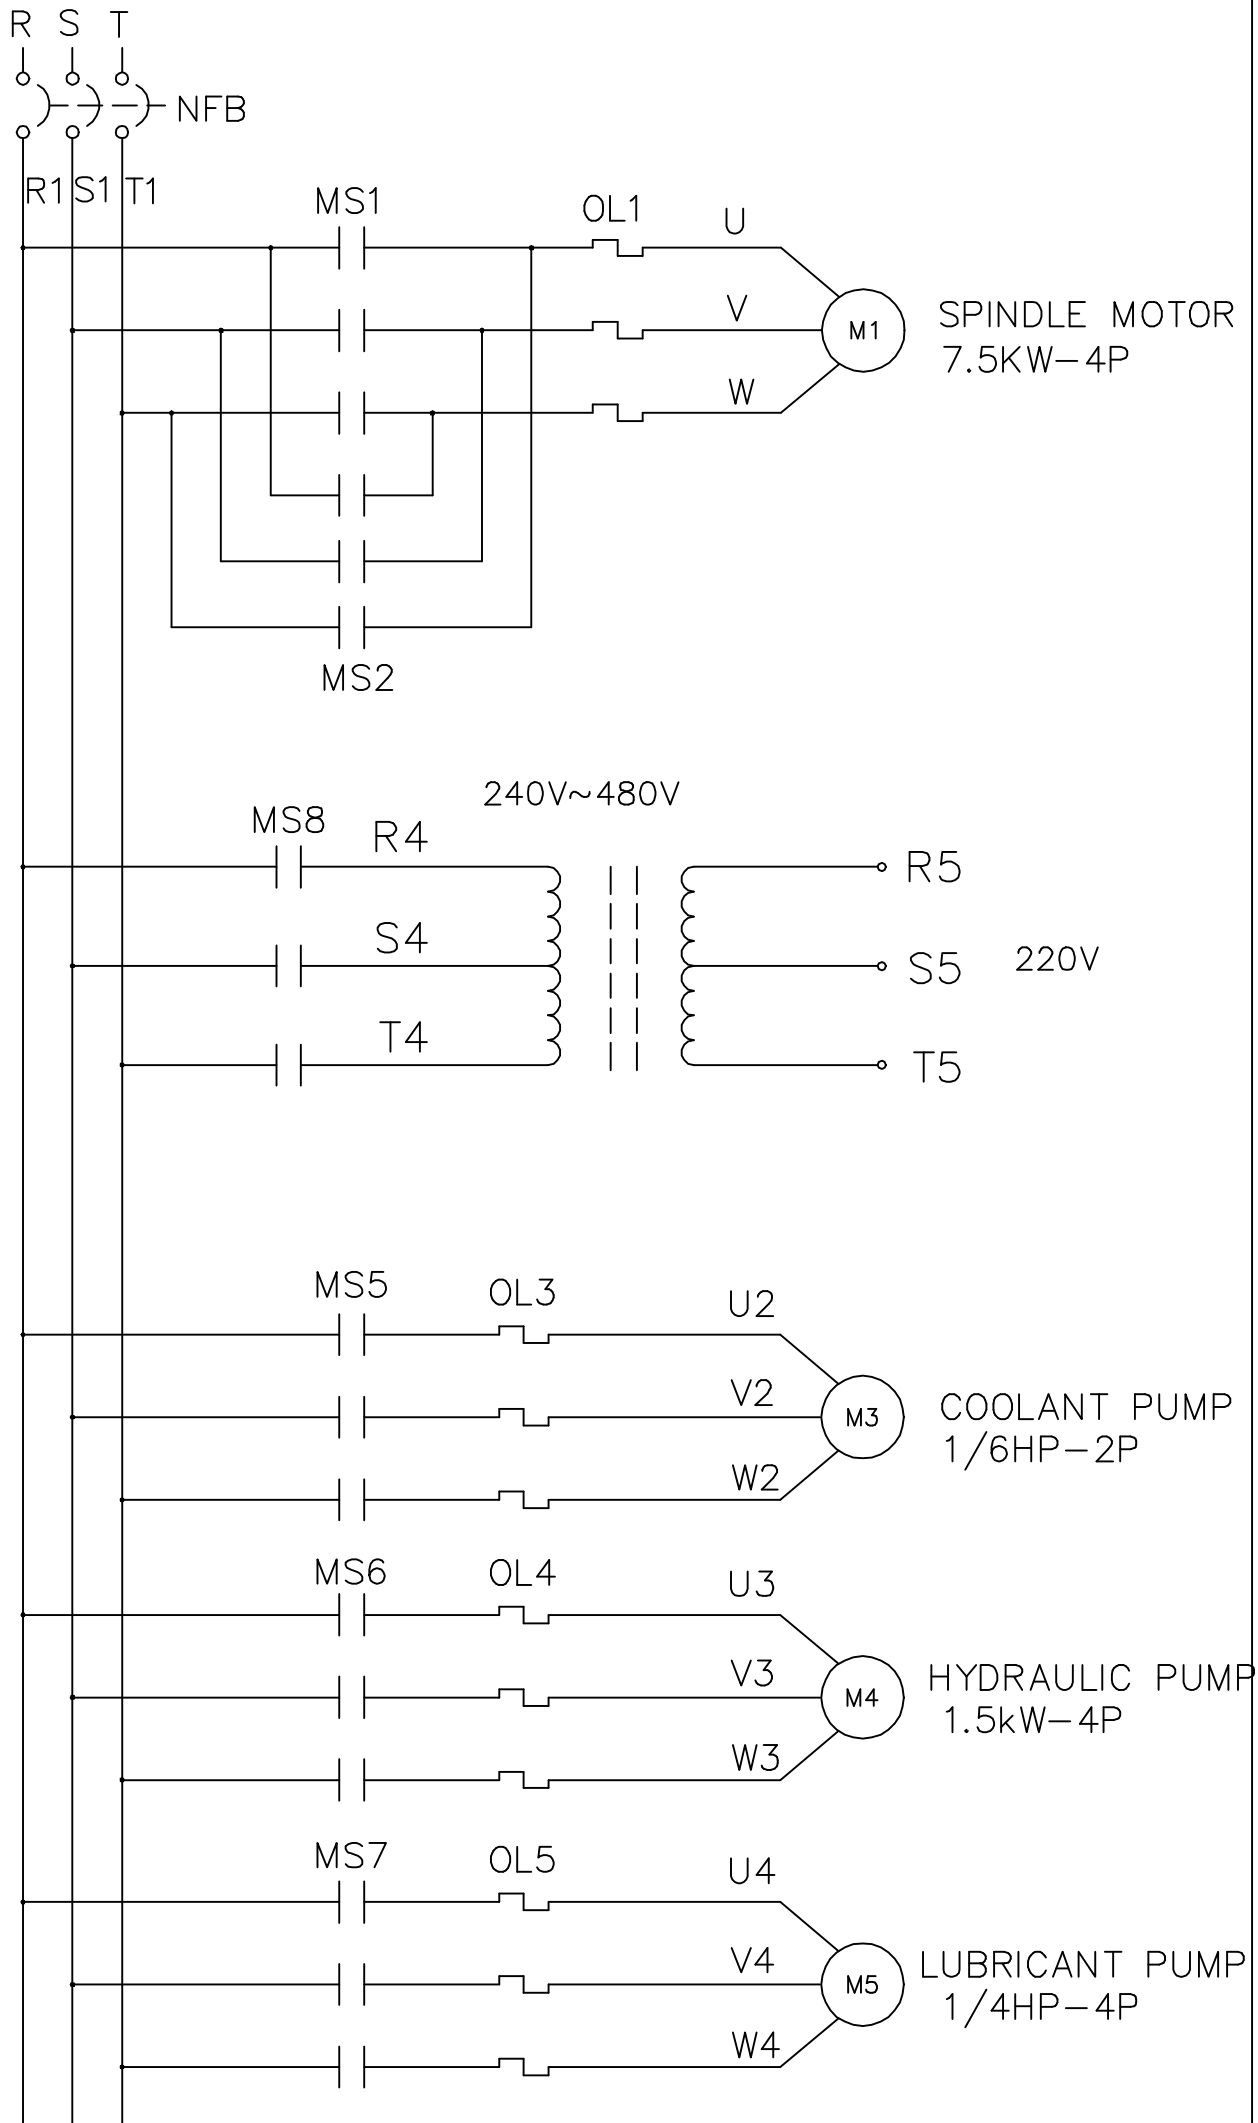 R S T
NFB
R1 S1 T1
MS1
OL1
U
V
W
M1
SPINDLE MOTOR
7.5KW-4P
MS2
240V~480V
MS8
R4
R5
S4
S5
220V
T4
T5
MS5
OL3
U2
V2
W2
M3
COOLANT PUMP
1/6HP-2P
MS6
OL4
U3
V3
W3
M4
HYDRAULIC PUMP
1.5kW-4P
MS7
OL5
U4
V4
W4
M5
LUBRICANT PUMP
1/4HP-4P